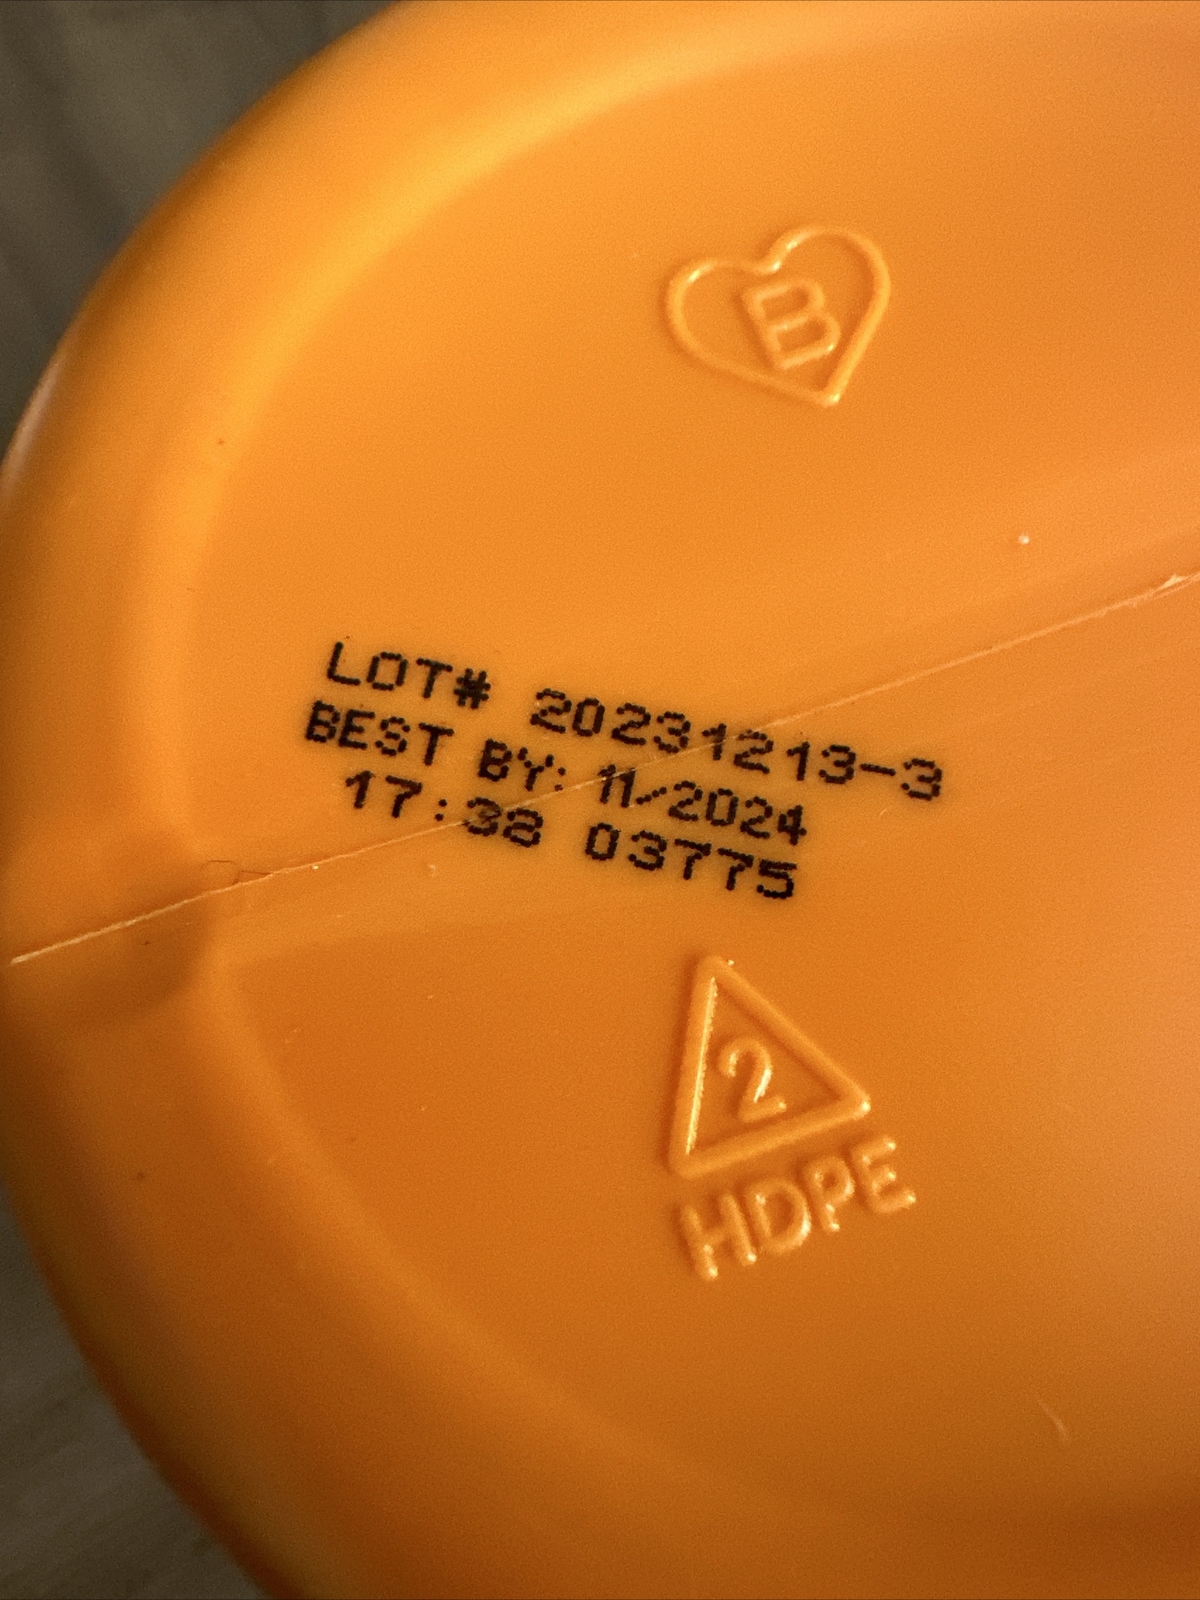 B
LOT# 20231213-3
BEST BY: 11/2024
17:38 03775
2
HDPE